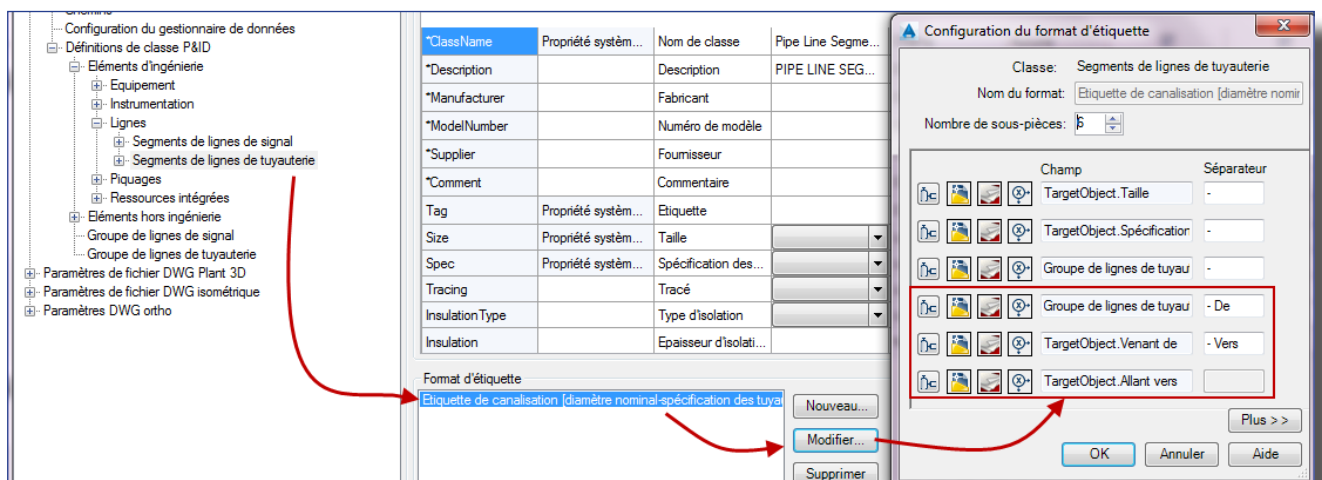 Configuration du gestionnaire de données
Définitions de classe P&ID
Eléments d'ingénierie
Equipement
Instrumentation
Lignes
Segments de lignes de signal
Segments de lignes de tuyauterie
Piquages
Ressources intégrées
Eléments hors ingénierie
Groupe de lignes de signal
Groupe de lignes de tuyauterie
Paramètres de fichier DWG Plant 3D
Paramètres de fichier DWG isométrique
Paramètres DWG ortho
*ClassName Propriété systèm... Nom de classe Pipe Line Segme...
*Description Description PIPE LINE SEG...
*Manufacturer Fabricant
*ModelNumber Numéro de modèle
*Supplier Fournisseur
*Comment Commentaire
Tag Propriété systèm... Etiquette
Size Propriété systèm... Taille
Spec Propriété systèm... Spécification des...
Tracing Tracé
InsulationType Type d'isolation
Insulation Epaisseur d'isolati...
Format d'étiquette
Etiquette de canalisation [diamètre nominal-spécification des tuyau
Nouveau...
Modifier...
Supprimer
Configuration du format d'étiquette
Classe: Segments de lignes de tuyauterie
Nom du format: Etiquette de canalisation [diamètre nomir
Nombre de sous-pièces: 6
Champ Séparateur
TargetObject.Taille -
TargetObject.Spécification -
Groupe de lignes de tuyau -
Groupe de lignes de tuyau - De
TargetObject.Venant de - Vers
TargetObject.Allant vers
Plus >>
OK Annuler Aide